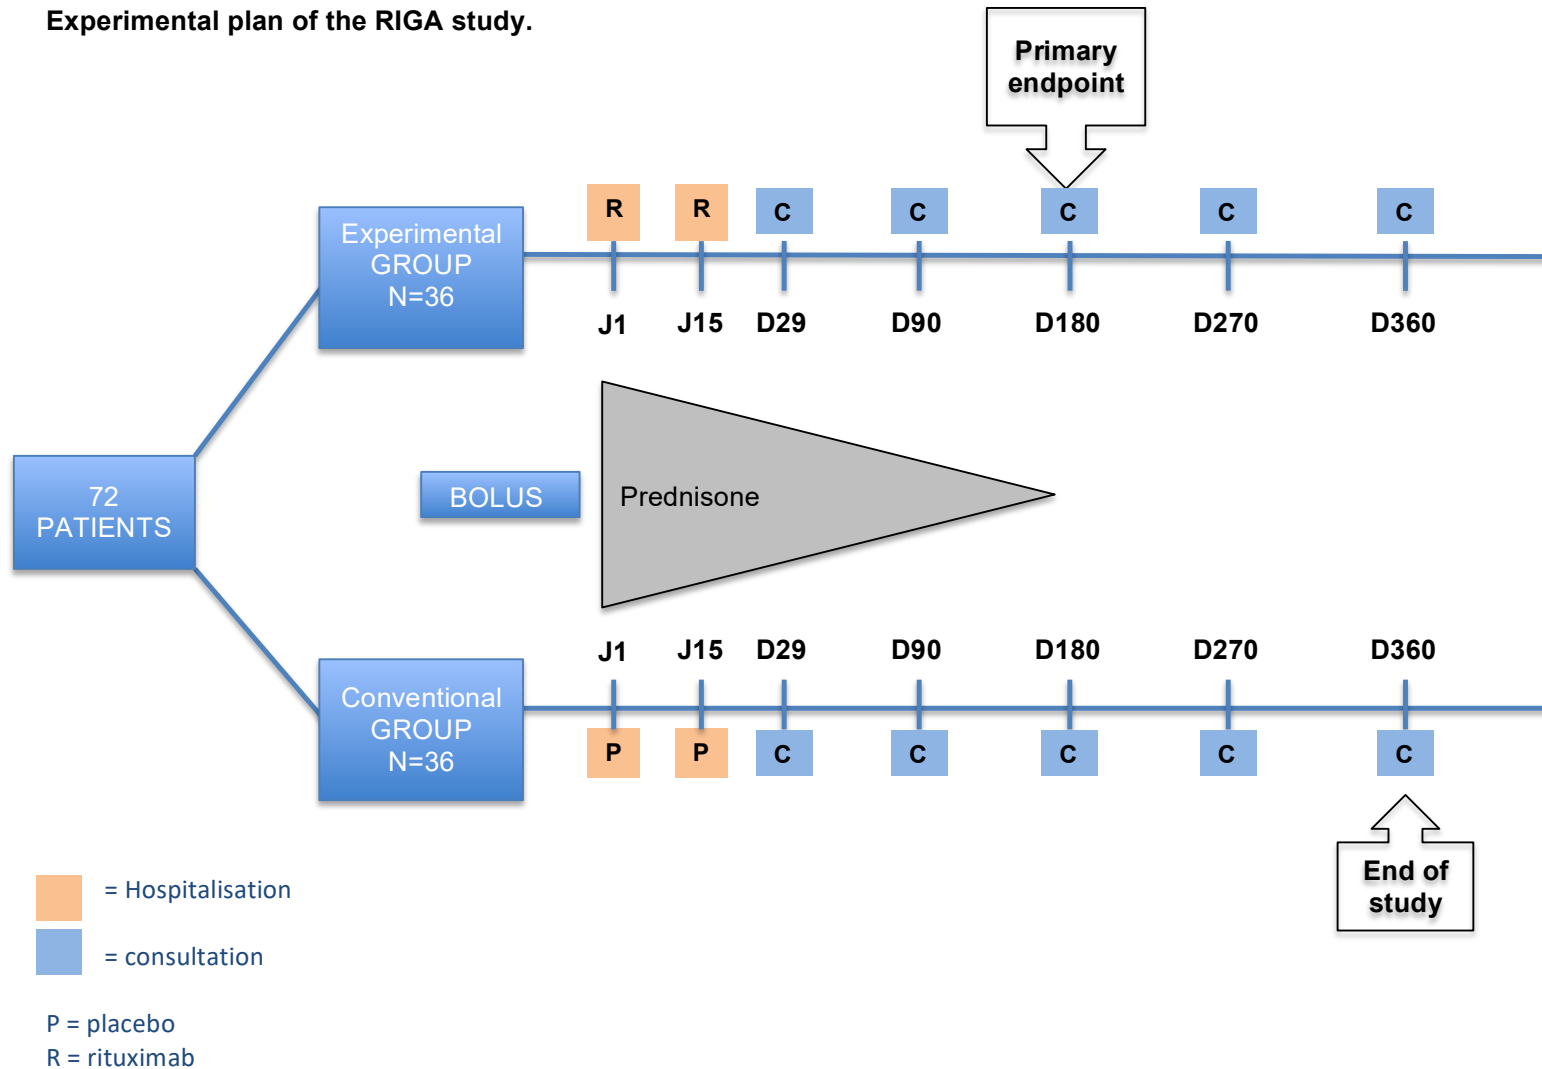 Experimental plan of the RIGA study.
Primary
endpoint
R R C C C C C
Experimental
GROUP
N=36
J1 J15 D29 D90 D180 D270 D360
72
PATIENTS
BOLUS
Prednisone
J1 J15 D29 D90 D180 D270 D360
Conventional
GROUP
N=36
P P C C C C C
End of
study
= Hospitalisation
= consultation
P = placebo
R = rituximab